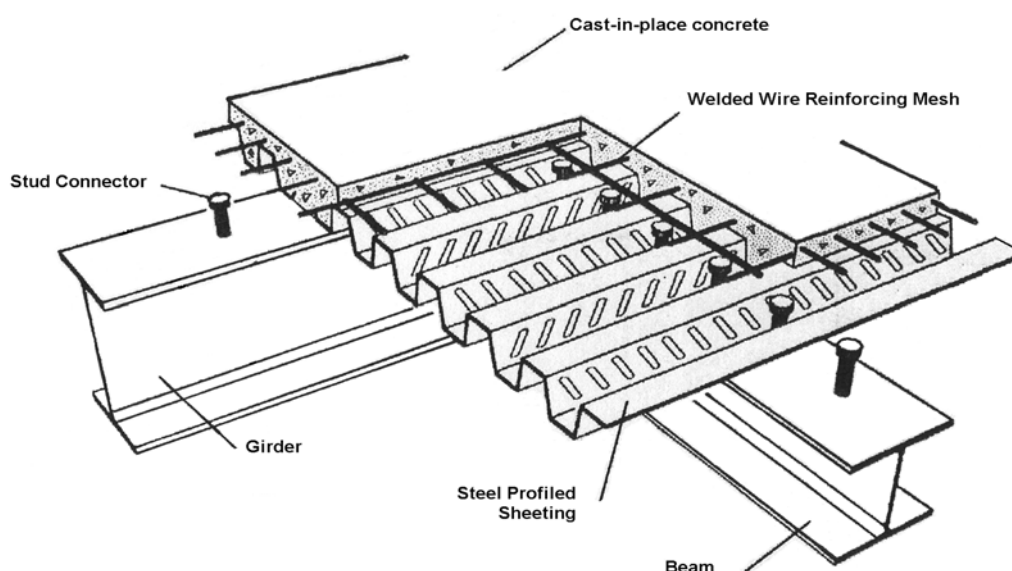 Cast-in-place concrete
Welded Wire Reinforcing Mesh
Stud Connector
Girder
Steel Profiled
Sheeting
Beam